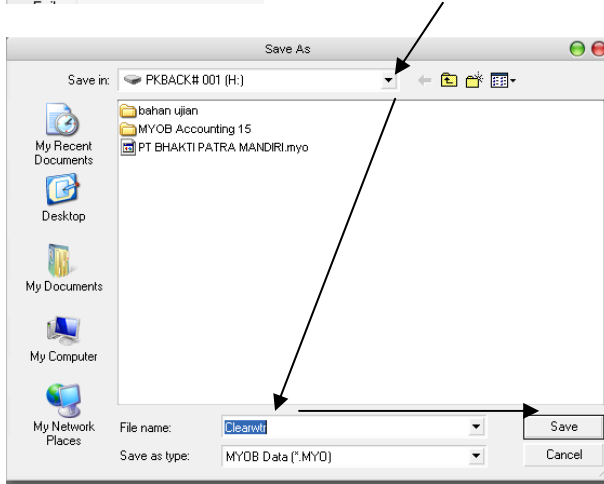 Save As
Save in: PKBACK# 001 (H:)
bahan ujian
MYOB Accounting 15
PT BHAKTI PATRA MANDIRI.myo
My Recent
Documents
Desktop
My Documents
My Computer
My Network
Places
File name: Clearwtr Save
Save as type: MYOB Data (*.MYO) Cancel